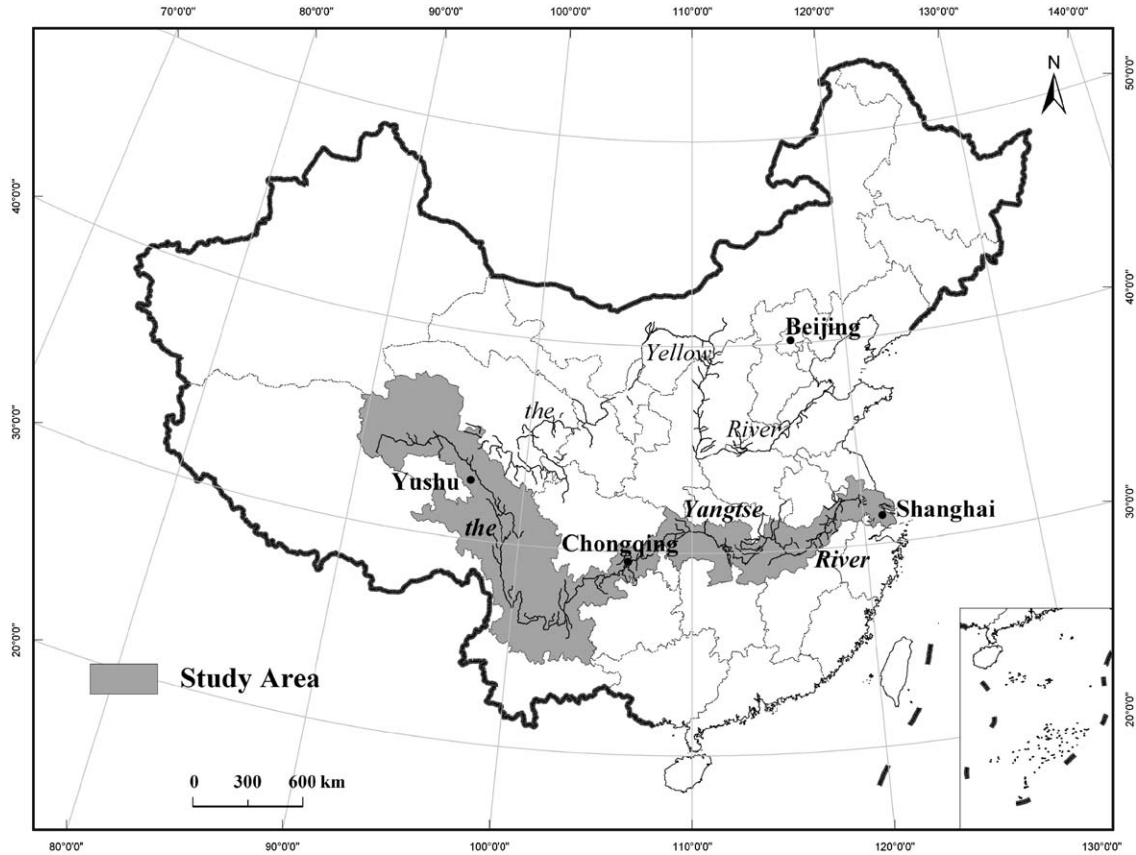 70°0'0" 80°0'0" 90°0'0" 100°0'0" 110°0'0" 120°0'0" 130°0'0" 140°0'0"
N
50°0'0"
40°0'0"
40°0'0"
Beijing
Yellow
the
River
30°0'0"
30°0'0"
Yushu
Yangtse
Shanghai
the
Chongqing
River
20°0'0"
20°0'0"
Study Area
0 300 600 km
80°0'0" 90°0'0" 100°0'0" 110°0'0" 120°0'0" 130°0'0"